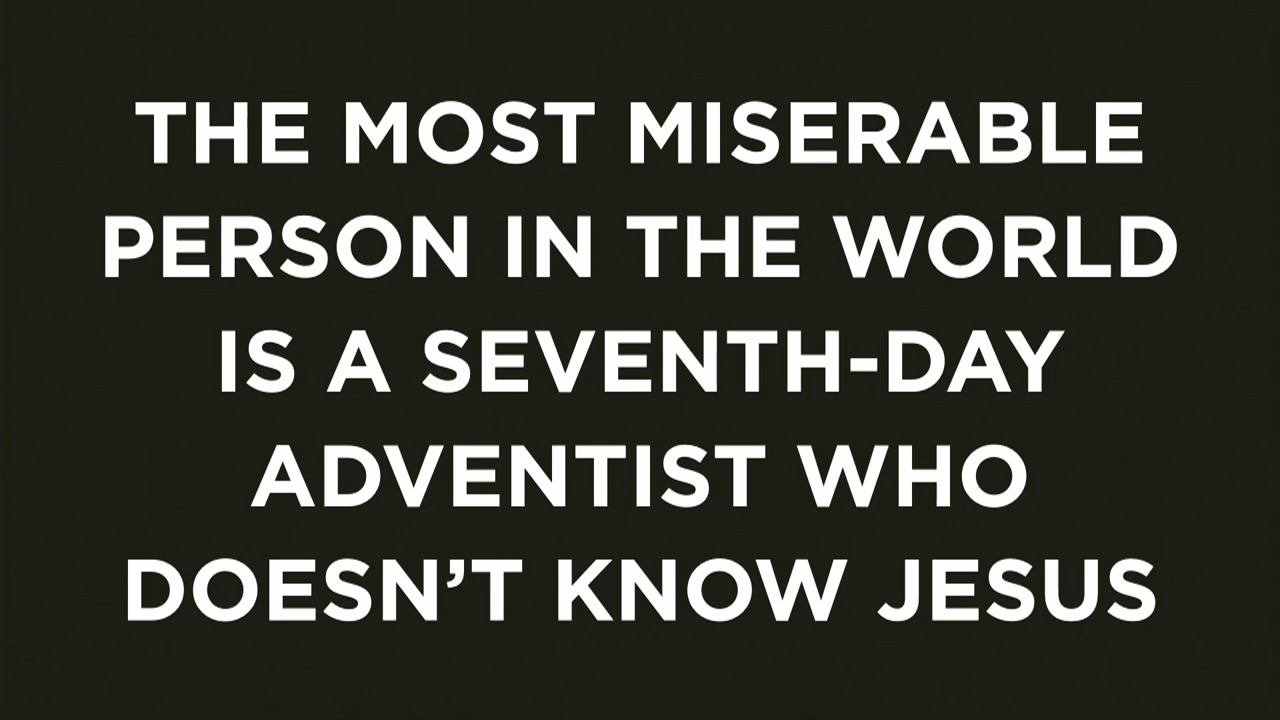 THE MOST MISERABLE
PERSON IN THE WORLD
IS A SEVENTH-DAY
ADVENTIST WHO
DOESN’T KNOW JESUS